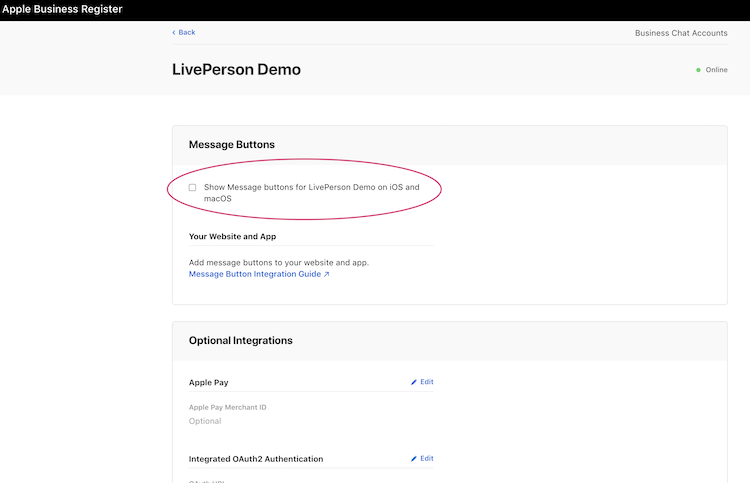 Apple Business Register
Back
Business Chat Accounts
LivePerson Demo
Online
Message Buttons
Show Message buttons for LivePerson Demo on iOS and
macOS
Your Website and App
Add message buttons to your website and app.
Message Button Integration Guide ↗
Optional Integrations
Apple Pay
Edit
Apple Pay Merchant ID
Optional
Integrated OAuth2 Authentication
Edit
OAuth URL